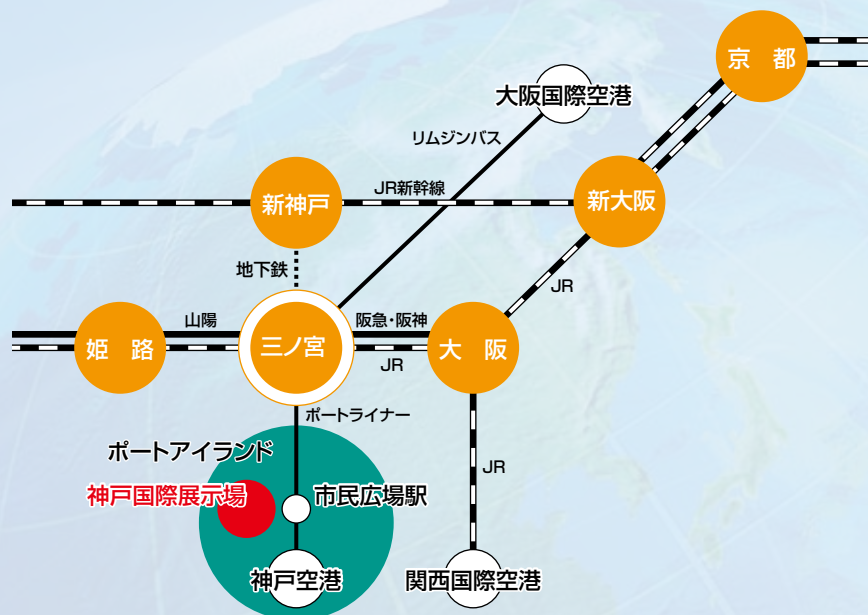 京　都
大阪国際空港
リムジンバス
JR新幹線
新神戸
新大阪
地下鉄
JR
山陽
阪急・阪神
姫　路
三ノ宮
大　阪
JR
ポートライナー
ポートアイランド
JR
神戸国際展示場
市民広場駅
神戸空港
関西国際空港